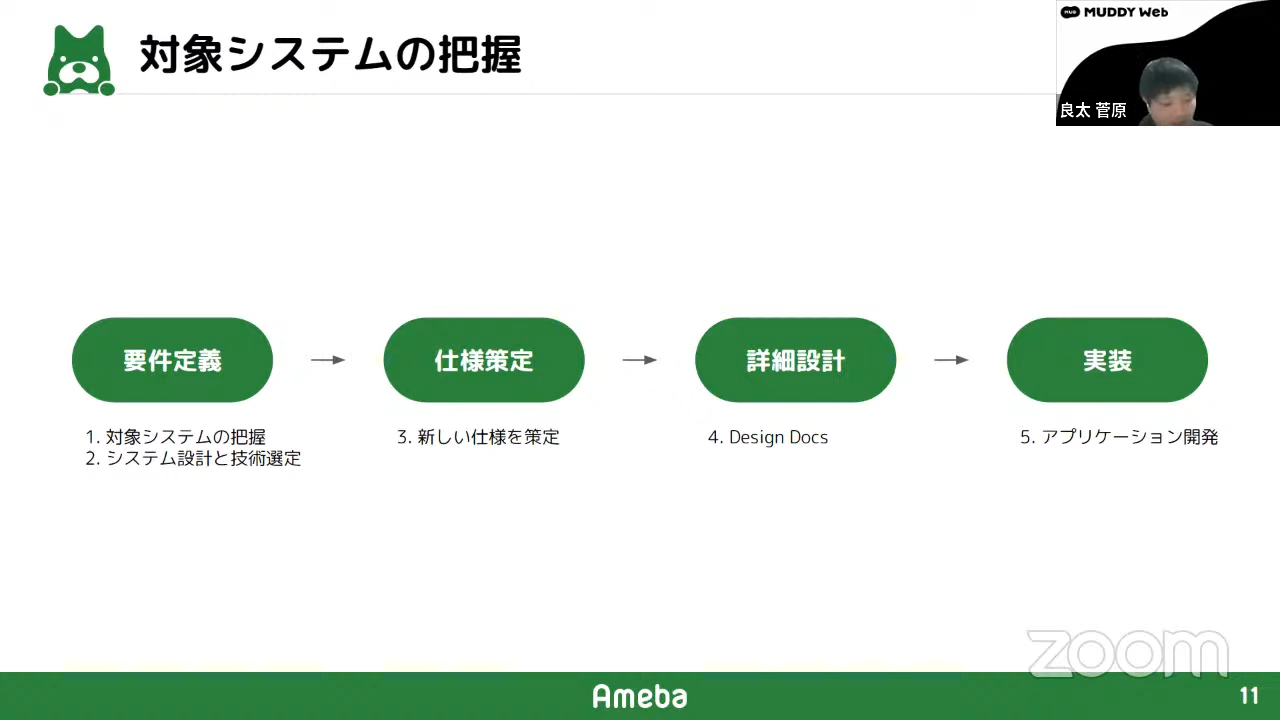 対象システムの把握
MUD
MUDDY Web
良太 菅原
要件定義
仕様策定
詳細設計
実装
1. 対象システムの把握
2. システム設計と技術選定
3. 新しい仕様を策定
4. Design Docs
5. アプリケーション開発
zoom
Ameba
11